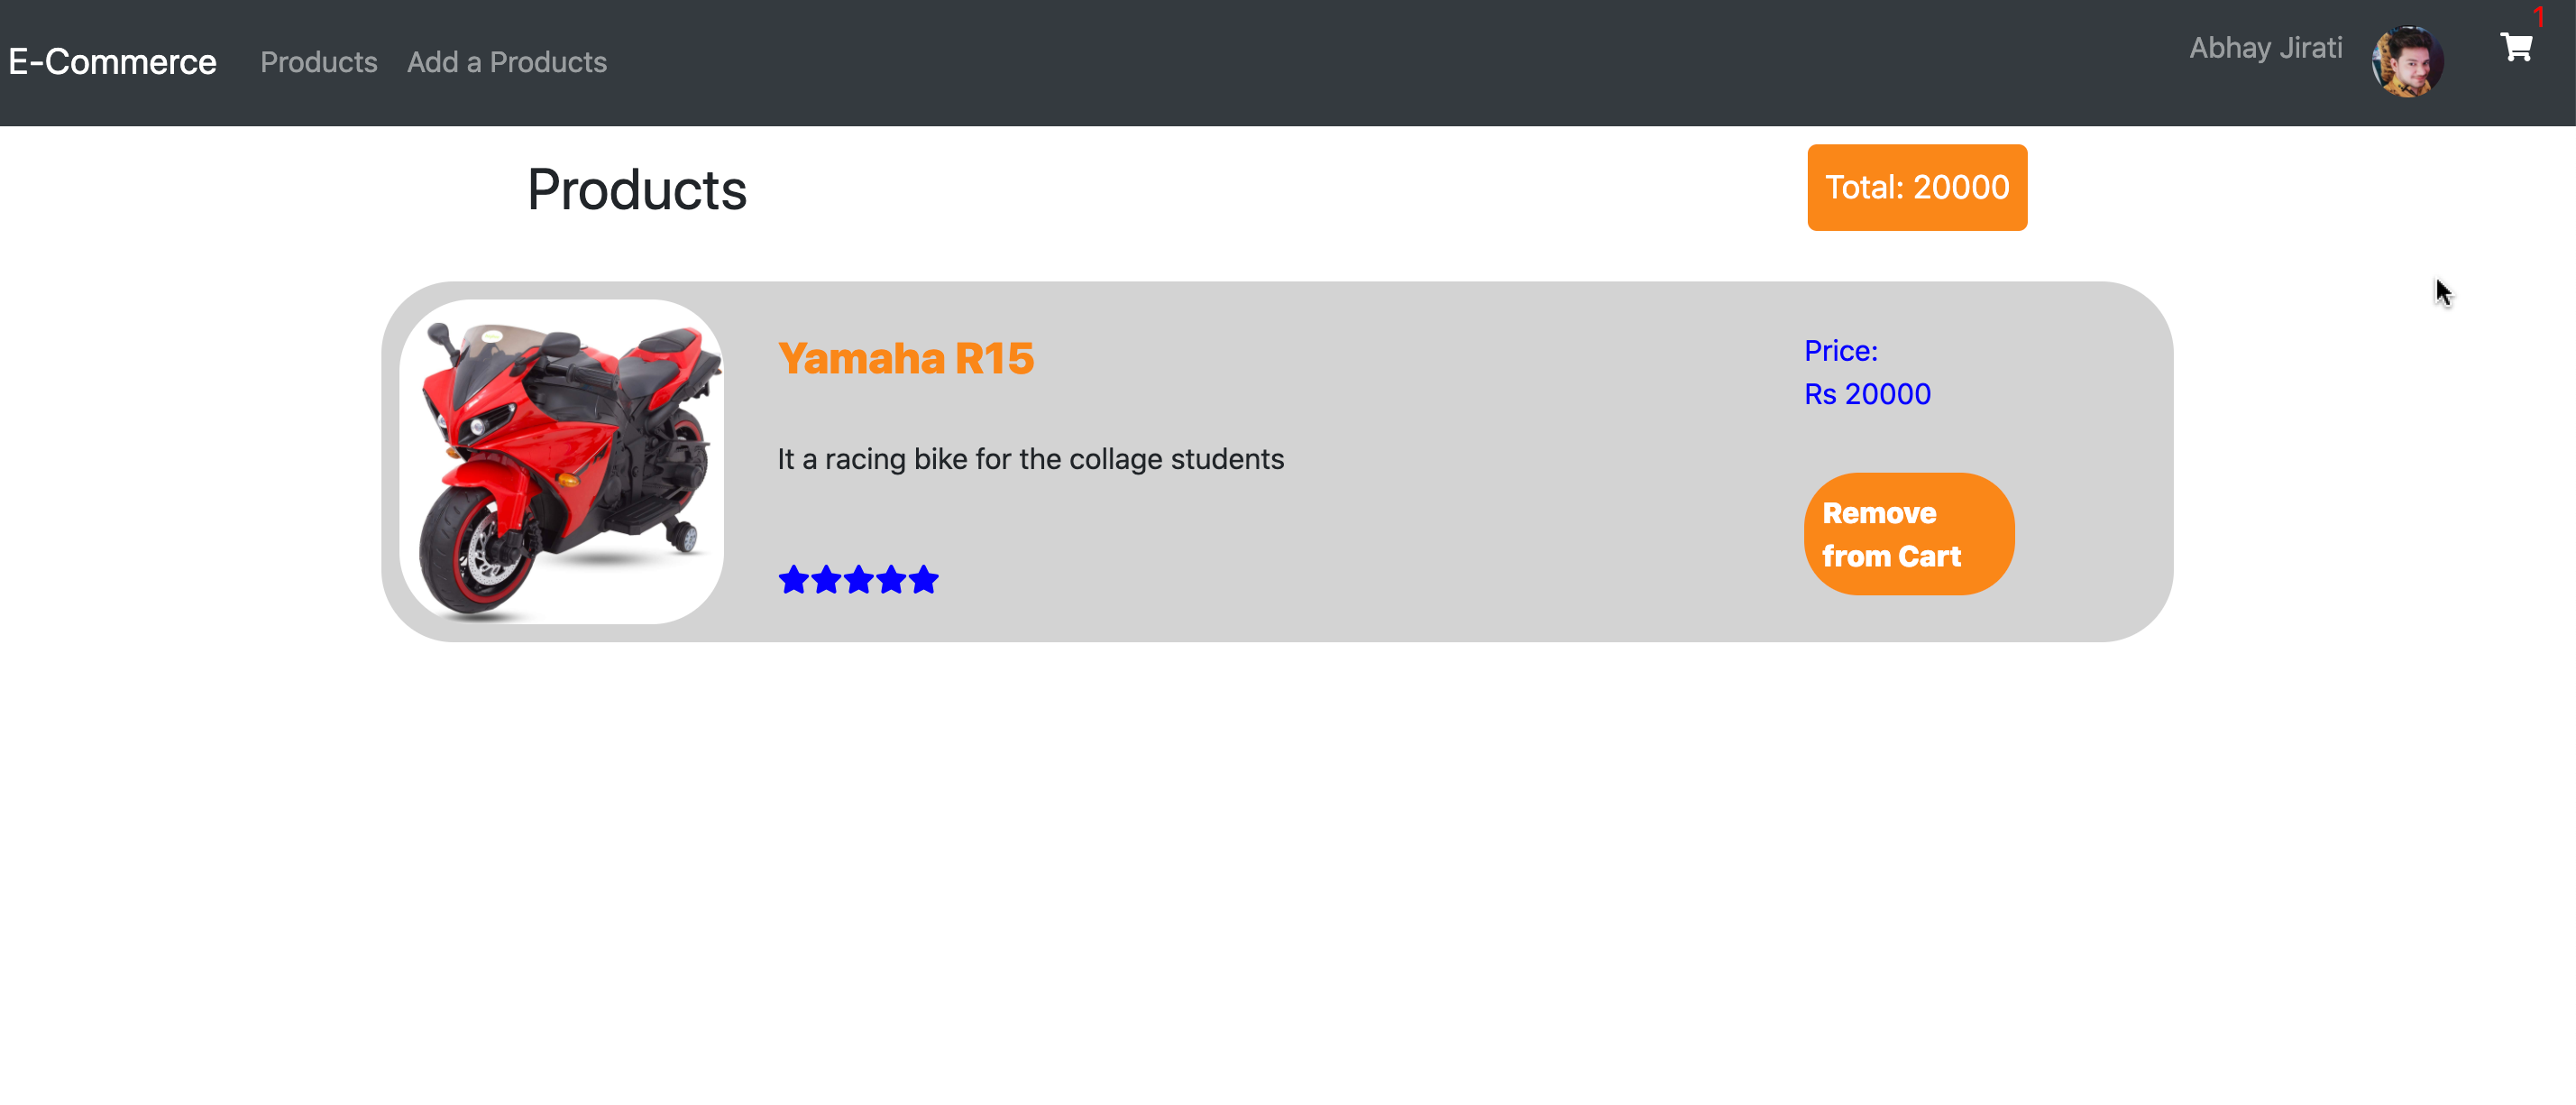 E-Commerce
Products
Add a Products
Abhay Jirati
1
Products
Total: 20000
Yamaha R15
It a racing bike for the collage students
Price:
Rs 20000
Remove
from Cart